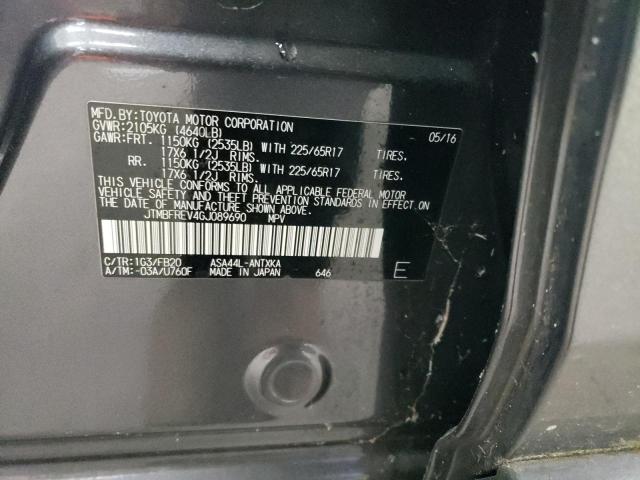 MFD.BY:TOYOTA MOTOR CORPORATION 05/16
GVWR:2105KG (4640LB)
GAWR:FRT. 1150KG (2535LB) WITH 225/65R17 TIRES.
17X6 1/2J RIMS.
RR. 1150KG (2535LB) WITH 225/65R17 TIRES.
17X6 1/2J RIMS.
THIS VEHICLE CONFORMS TO ALL APPLICABLE FEDERAL MOTOR
VEHICLE SAFETY AND THEFT PREVENTION STANDARDS IN EFFECT ON
THE DATE OF MANUFACTURE SHOWN ABOVE.
JTMBFREV4GJ089690 MPV
C/TR:1G3/FB20 ASA44L-ANTXKA
A/TM:-03A/U760F MADE IN JAPAN 646 E